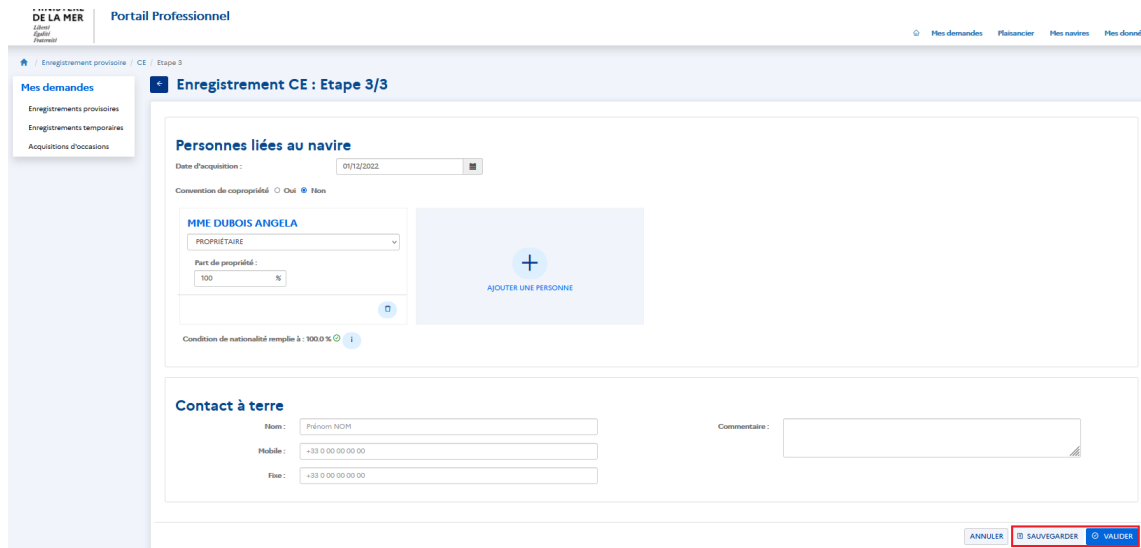 DE LA MER
Liberté
Égalité
Fraternité
Portail Professionnel
Mes demandes Plaisancier Mes navires Mes donné
/ Enregistrement provisoire / CE / Etape 3
Mes demandes
Enregistrements provisoires
Enregistrements temporaires
Acquisitions d'occasions
Enregistrement CE : Etape 3/3
Personnes liées au navire
Date d'acquisition : 01/12/2022
Convention de copropriété Oui Non
MME DUBOIS ANGELA
PROPRIÉTAIRE
Part de propriété :
100 %
AJOUTER UNE PERSONNE
Condition de nationalité remplie à : 100.0 % i
Contact à terre
Nom : Prénom NOM
Mobile : +33 0 00 00 00 00
Fixe : +33 0 00 00 00 00
Commentaire :
ANNULER SAUVEGARDER VALIDER